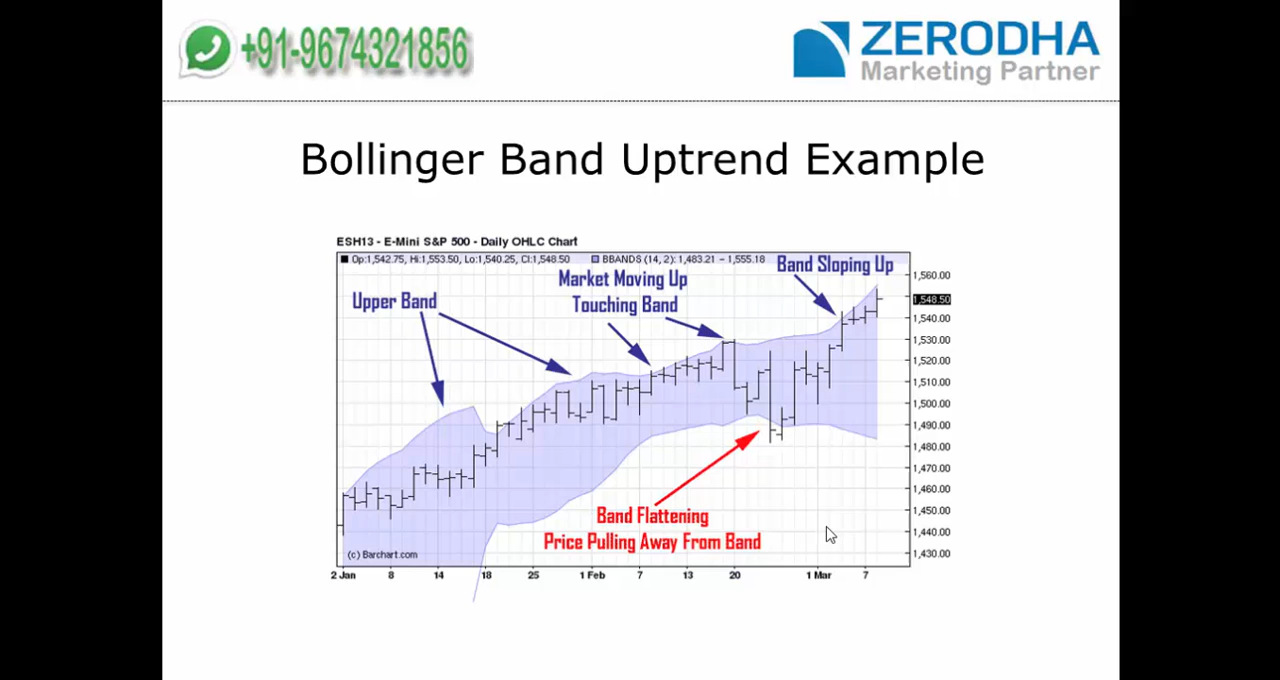 +91-9674321856
ZERODHA
Marketing Partner
Bollinger Band Uptrend Example
ESH13 - E-Mini S&P 500 - Daily OHLC Chart
Op:1,542.75, Hi:1,553.50, Lo:1,540.25, Cl:1,548.50
BBANDS (14, 2): 1,483.21 - 1,555.18
Band Sloping Up
Market Moving Up
Touching Band
Upper Band
1,560.00
1,548.50
1,540.00
1,530.00
1,520.00
1,510.00
1,500.00
1,490.00
1,480.00
1,470.00
1,460.00
1,450.00
1,440.00
1,430.00
Band Flattening
Price Pulling Away From Band
(c) Barchart.com
2 Jan 8 14 18 25 1 Feb 7 13 20 1 Mar 7